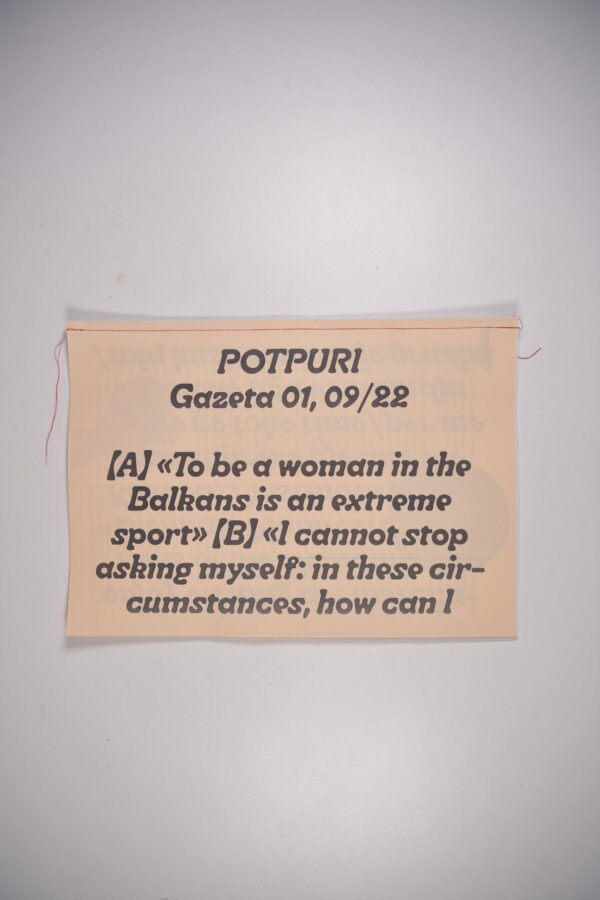 POTPURI
Gazeta 01, 09/22
[A] «To be a woman in the
Balkans is an extreme
sport» [B] «I cannot stop
asking myself: in these cir-
cumstances, how can I